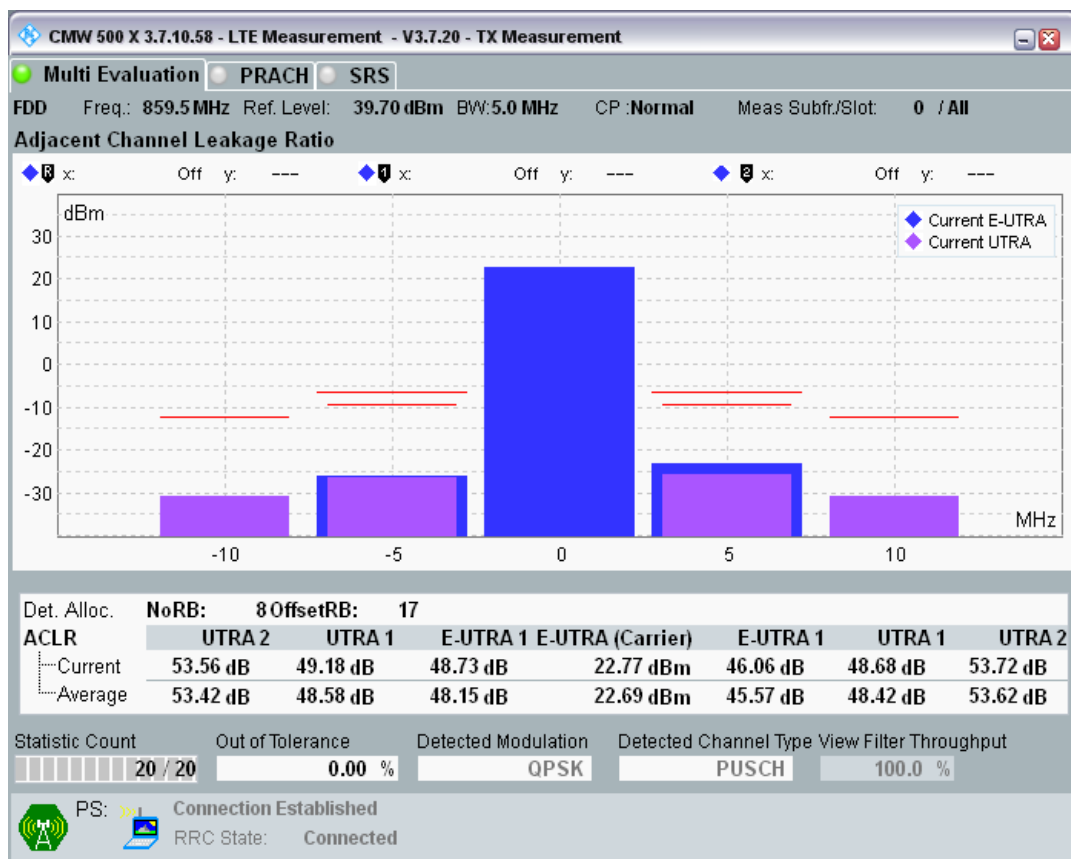 CMW 500 X 3.7.10.58 - LTE Measurement - V3.7.20 - TX Measurement
Multi Evaluation PRACH SRS
FDD Freq.: 859.5 MHz Ref. Level: 39.70 dBm BW:5.0 MHz CP :Normal Meas Subfr./Slot: 0 / All
Adjacent Channel Leakage Ratio
R x: Off y: --- 1 x: Off y: --- 2 x: Off y: ---
dBm
Current E-UTRA
Current UTRA
30
20
10
0
-10
-20
-30
MHz
-10 -5 0 5 10
Det. Alloc. NoRB: 8 OffsetRB: 17
ACLR UTRA 2 UTRA 1 E-UTRA 1 E-UTRA (Carrier) E-UTRA 1 UTRA 1 UTRA 2
Current 53.56 dB 49.18 dB 48.73 dB 22.77 dBm 46.06 dB 48.68 dB 53.72 dB
Average 53.42 dB 48.58 dB 48.15 dB 22.69 dBm 45.57 dB 48.42 dB 53.62 dB
Statistic Count Out of Tolerance Detected Modulation Detected Channel Type View Filter Throughput
20 / 20 0.00 % QPSK PUSCH 100.0 %
PS: Connection Established
RRC State: Connected